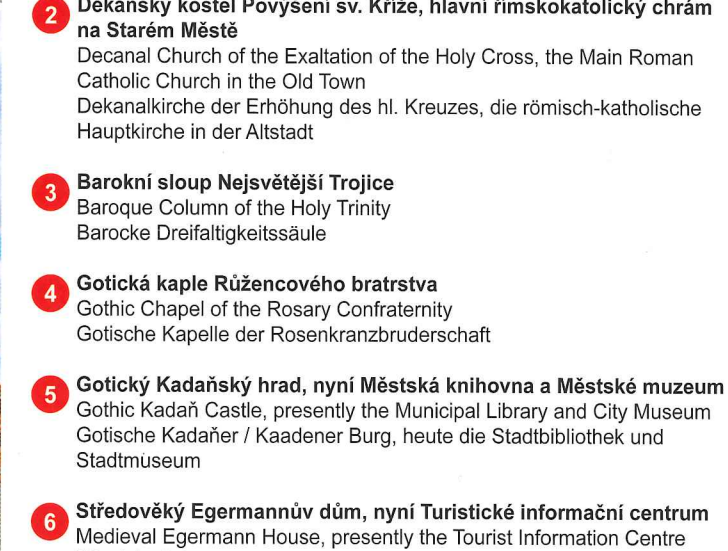 2 Děkanský kostel Povýšení sv. Kříže, hlavní římskokatolický chrám
na Starém Městě
Decanal Church of the Exaltation of the Holy Cross, the Main Roman
Catholic Church in the Old Town
Dekanalkirche der Erhöhung des hl. Kreuzes, die römisch-katholische
Hauptkirche in der Altstadt
3 Barokní sloup Nejsvětější Trojice
Baroque Column of the Holy Trinity
Barocke Dreifaltigkeitssäule
4 Gotická kaple Růžencového bratrstva
Gothic Chapel of the Rosary Confraternity
Gotische Kapelle der Rosenkranzbruderschaft
5 Gotický Kadaňský hrad, nyní Městská knihovna a Městské muzeum
Gothic Kadaň Castle, presently the Municipal Library and City Museum
Gotische Kadaňer / Kaadener Burg, heute die Stadtbibliothek und
Stadtmuseum
6 Středověký Egermannův dům, nyní Turistické informační centrum
Medieval Egermann House, presently the Tourist Information Centre